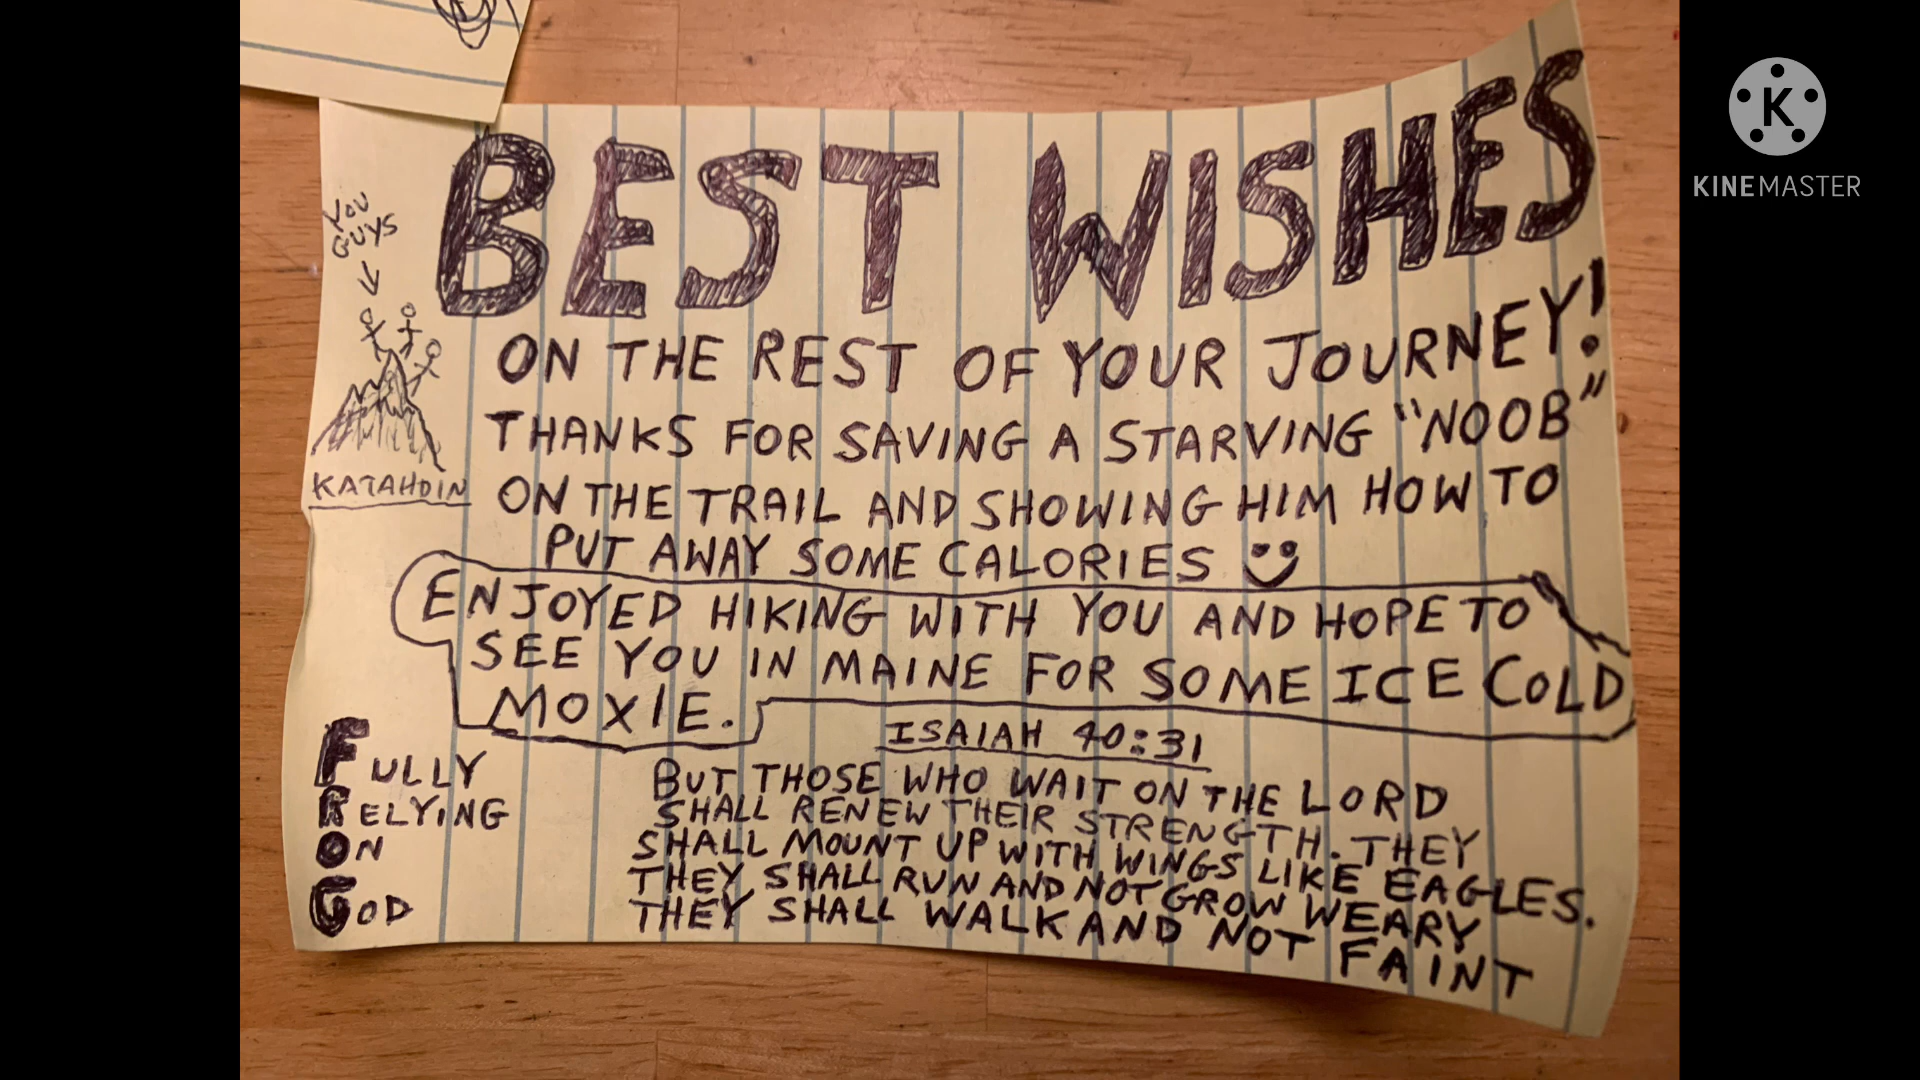 BEST WISHES
ON THE REST OF YOUR JOURNEY!
THANKS FOR SAVING A STARVING "NOOB"
ON THE TRAIL AND SHOWING HIM HOW TO
PUT AWAY SOME CALORIES
ENJOYED HIKING WITH YOU AND HOPE TO
SEE YOU IN MAINE FOR SOME ICE COLD
MOXIE.
YOU
GUYS
KATAHDIN
FULLY
RELYING
ON
GOD
ISAIAH 40:31
BUT THOSE WHO WAIT ON THE LORD
SHALL RENEW THEIR STRENGTH. THEY
SHALL MOUNT UP WITH WINGS LIKE EAGLES.
THEY SHALL RUN AND NOT GROW WEARY
THEY SHALL WALK AND NOT FAINT
K
KINEMASTER